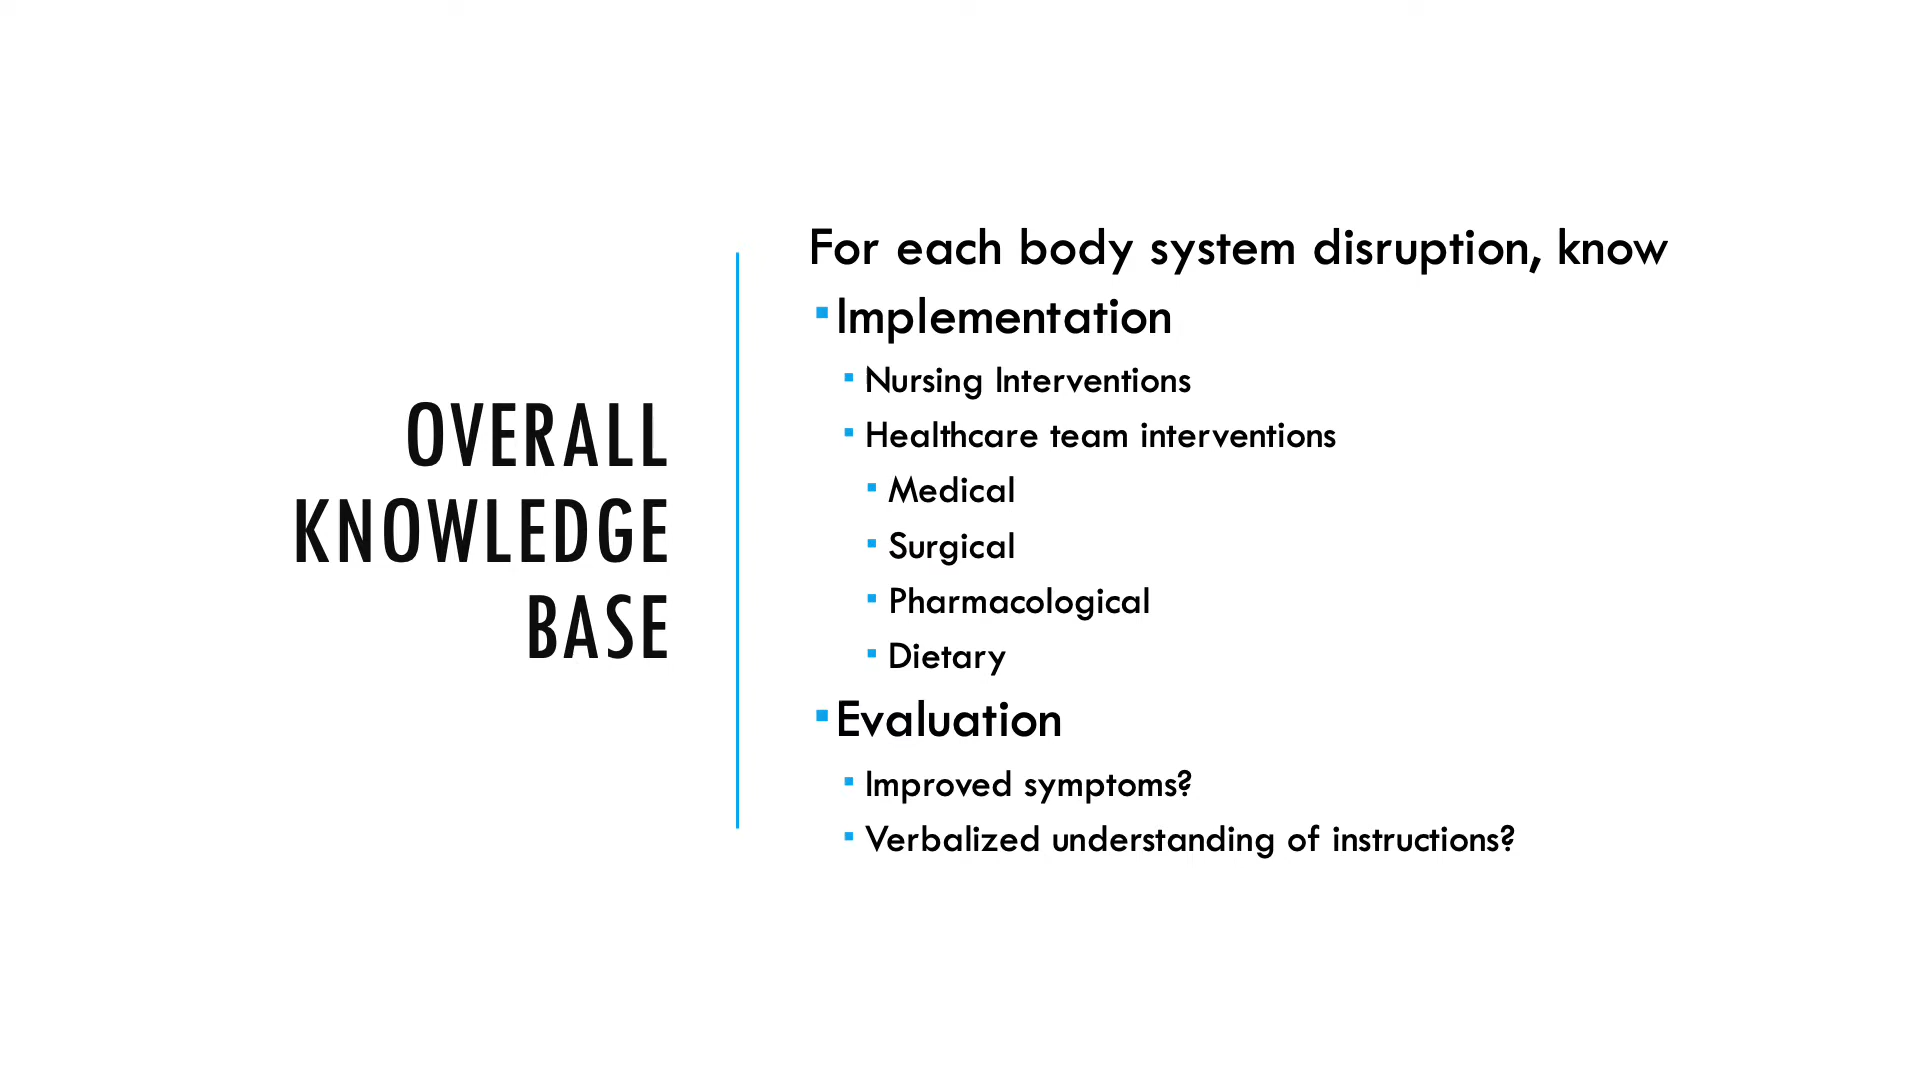 OVERALL
KNOWLEDGE
BASE
For each body system disruption, know
▪Implementation
▪Nursing Interventions
▪Healthcare team interventions
▪Medical
▪Surgical
▪Pharmacological
▪Dietary
▪Evaluation
▪Improved symptoms?
▪Verbalized understanding of instructions?